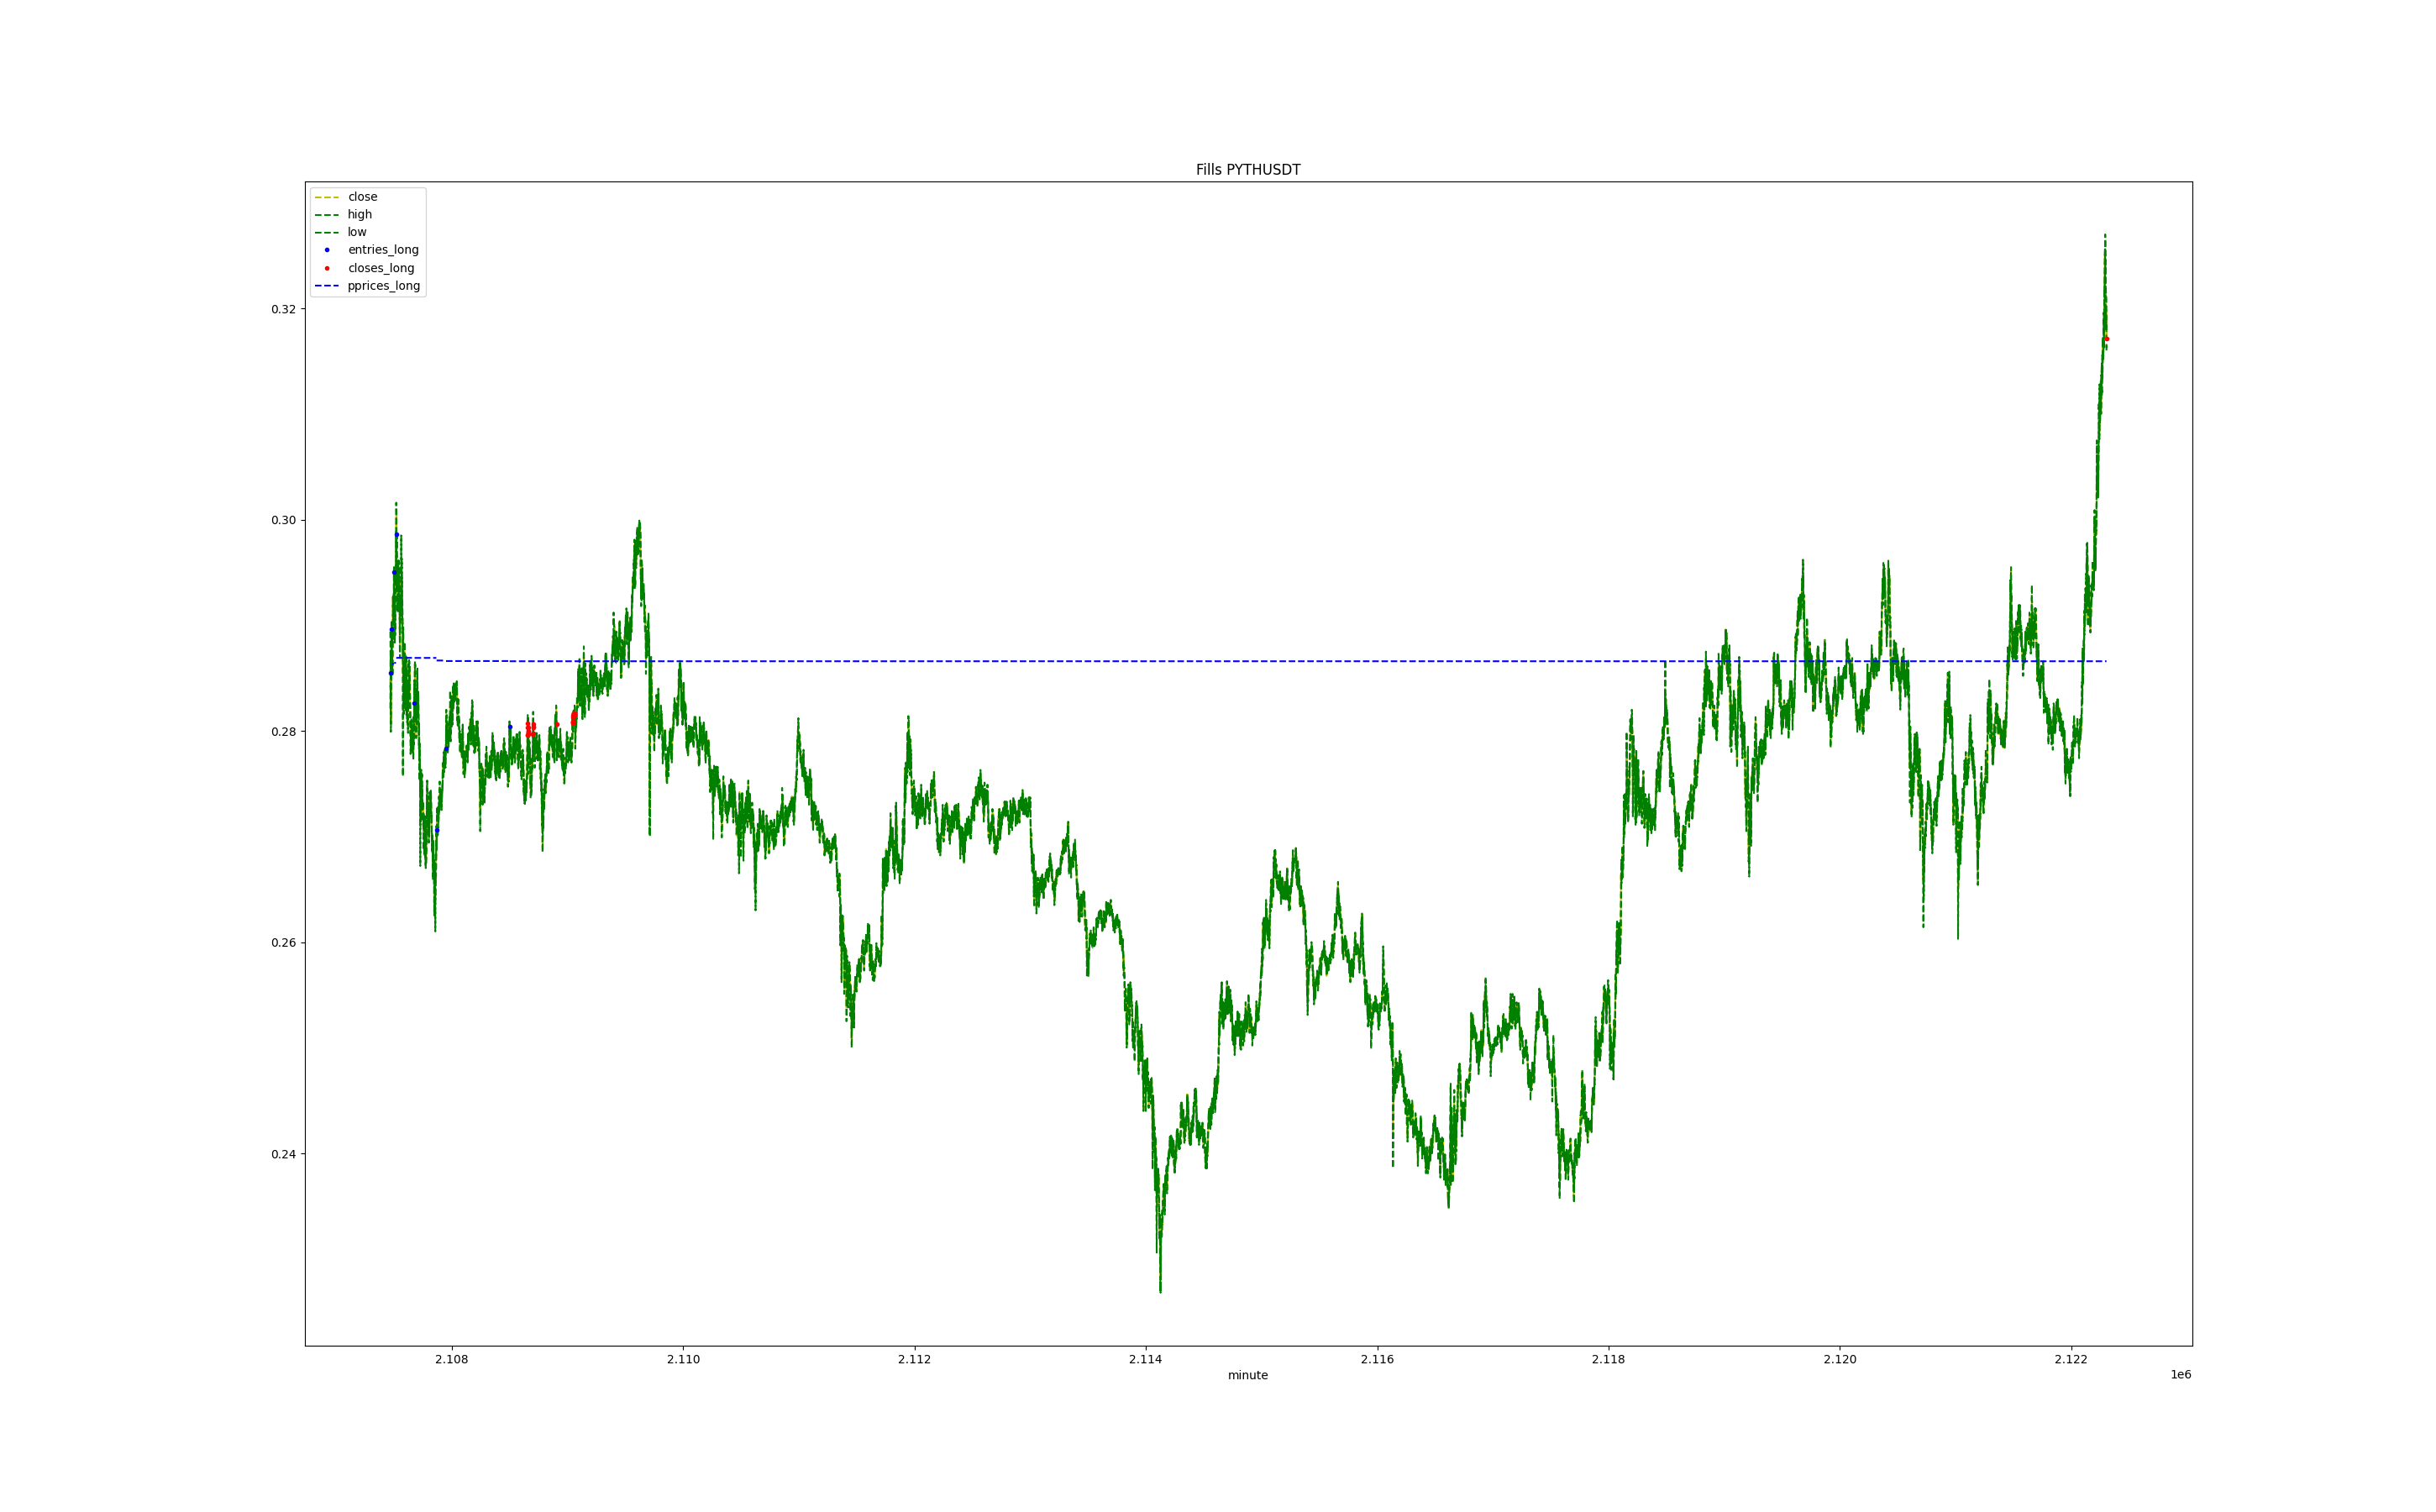 Fills PYTHUSDT
close
high
low
entries_long
closes_long
pprices_long
0.32
0.30
0.28
0.26
0.24
2.108 2.110 2.112 2.114 2.116 2.118 2.120 2.122
minute
1e6